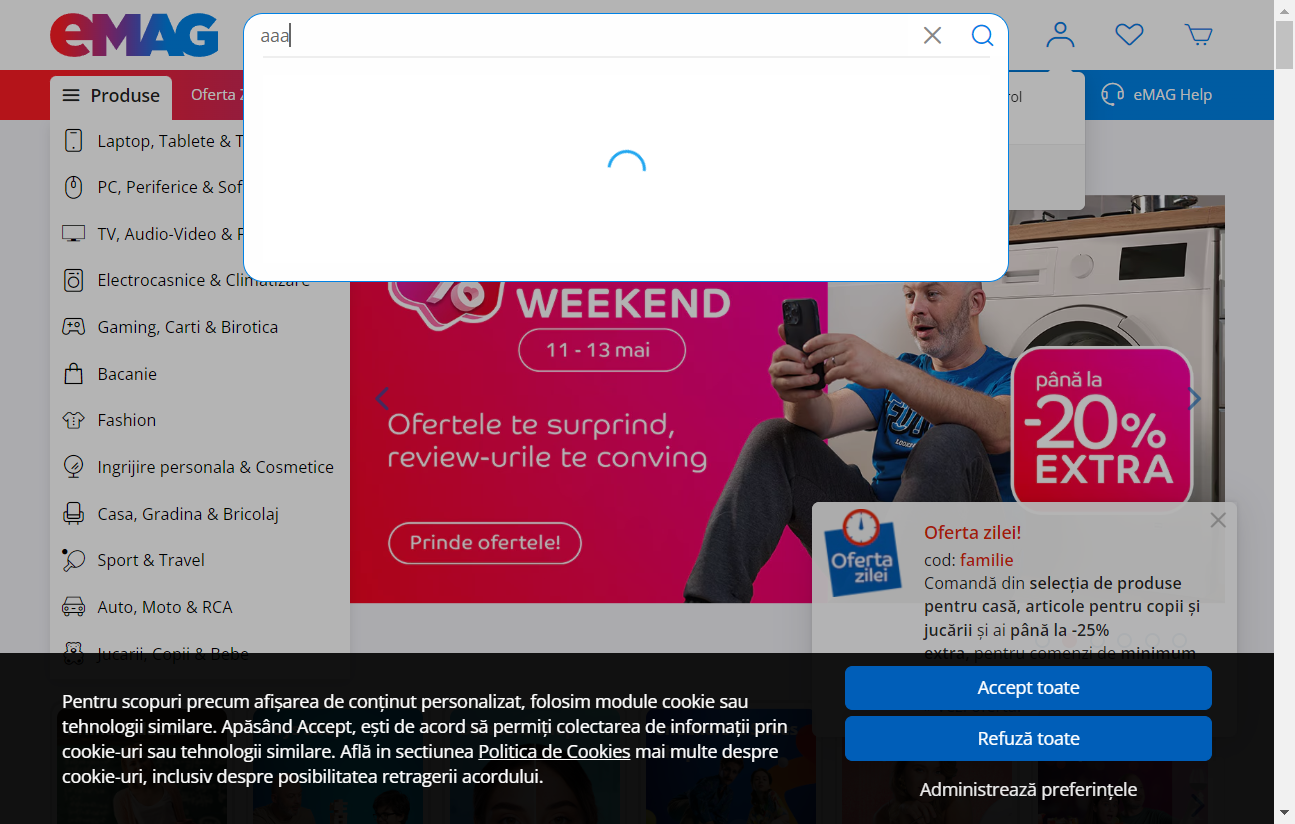 eMAG
aaa
Produse
Oferta
eMAG Help
Laptop, Tablete & T
PC, Periferice & Sof
TV, Audio-Video &
Electrocasnice & Climatizare
Gaming, Carti & Birotica
Bacanie
Fashion
Ingrijire personala & Cosmetice
Casa, Gradina & Bricolaj
Sport & Travel
Auto, Moto & RCA
Jucarii, Copii & Bebe
WEEKEND
11 - 13 mai
Ofertele te surprind,
review-urile te conving
Prinde ofertele!
până la
-20%
EXTRA
Oferta
zilei
Oferta zilei!
cod: familie
Comandă din selecția de produse
pentru casă, articole pentru copii și
jucării și ai până la -25%
extra, pentru comenzi de minimum
Pentru scopuri precum afișarea de conținut personalizat, folosim module cookie sau
tehnologii similare. Apăsând Accept, ești de acord să permiți colectarea de informații prin
cookie-uri sau tehnologii similare. Află in sectiunea Politica de Cookies mai multe despre
cookie-uri, inclusiv despre posibilitatea retragerii acordului.
Accept toate
Refuză toate
Administrează preferințele